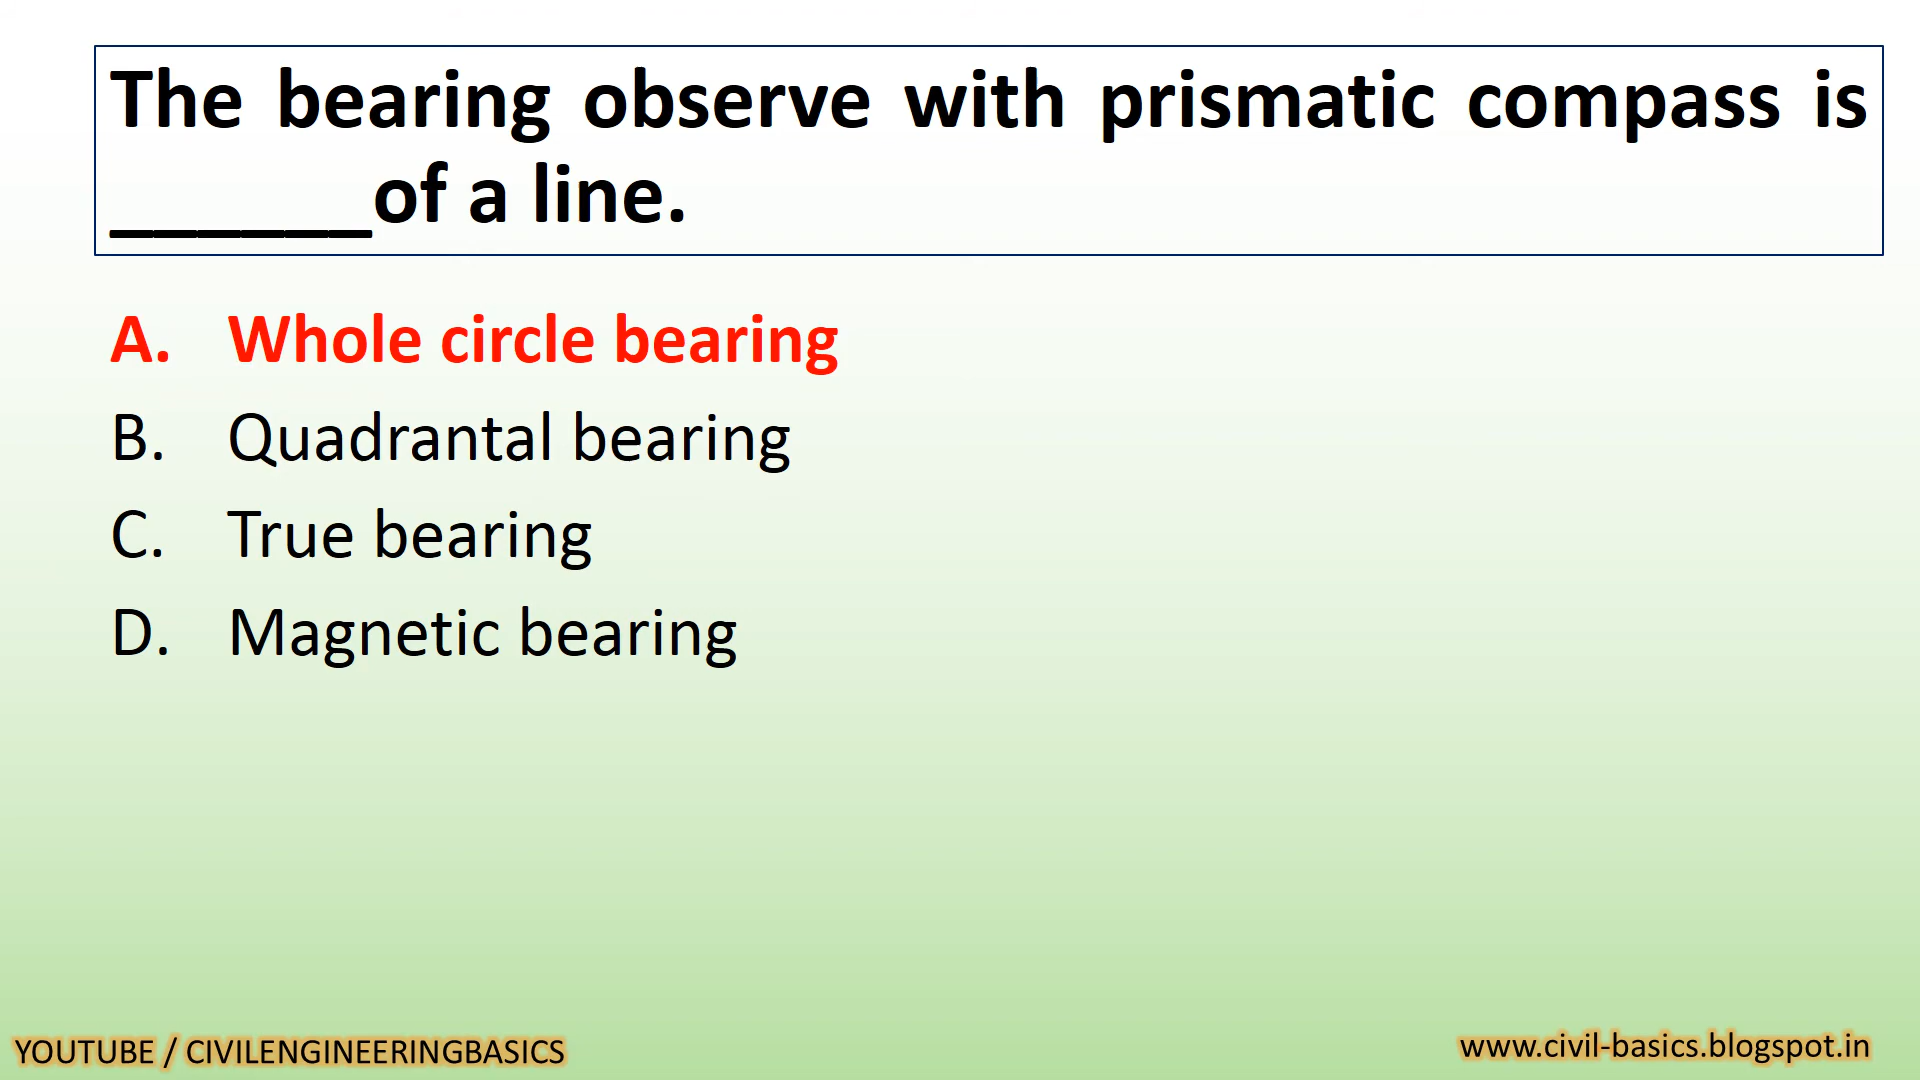 The bearing observe with prismatic compass is
______of a line.
A. Whole circle bearing
B. Quadrantal bearing
C. True bearing
D. Magnetic bearing
YOUTUBE / CIVILENGINEERINGBASICS
www.civil-basics.blogspot.in